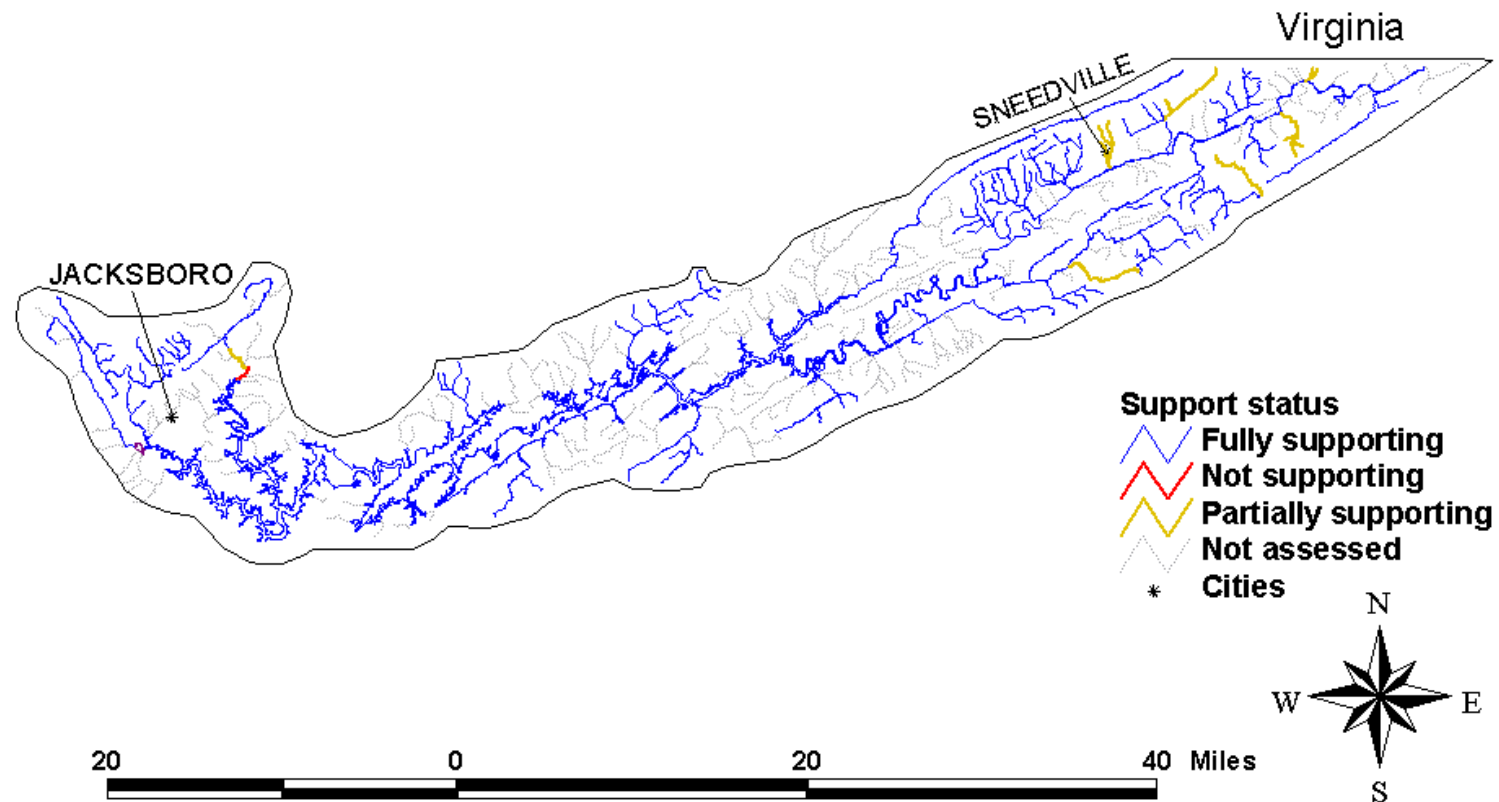 Virginia
SNEEDVILLE
JACKSBORO
Support status
Fully supporting
Not supporting
Partially supporting
Not assessed
* Cities
N
W E
S
20 0 20 40 Miles